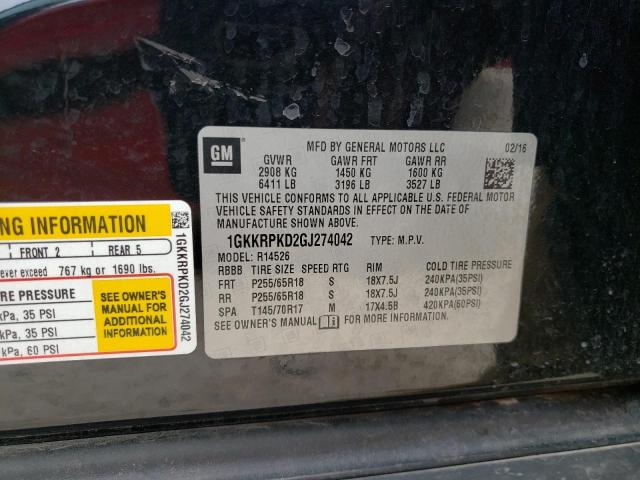 GM
MFD BY GENERAL MOTORS LLC 02/16
GVWR GAWR FRT GAWR RR
2908 KG 1450 KG 1600 KG
6411 LB 3196 LB 3527 LB
THIS VEHICLE CONFORMS TO ALL APPLICABLE U.S. FEDERAL MOTOR
VEHICLE SAFETY STANDARDS IN EFFECT ON THE DATE OF
MANUFACTURE SHOWN ABOVE.
1GKKRPKD2GJ274042 TYPE: M.P.V.
MODEL: R14526
RBBB TIRE SIZE SPEED RTG RIM COLD TIRE PRESSURE
FRT P255/65R18 S 18X7.5J 240KPA(35PSI)
RR P255/65R18 S 18X7.5J 240KPA(35PSI)
SPA T145/70R17 M 17X4.5B 420KPA(60PSI)
SEE OWNER'S MANUAL FOR MORE INFORMATION.
NG INFORMATION
FRONT 2 REAR 5
ever exceed 767 kg or 1690 lbs.
IRE PRESSURE
kPa, 35 PSI
kPa, 35 PSI
kPa, 60 PSI
SEE OWNER'S
MANUAL FOR
ADDITIONAL
INFORMATION
1GKKRPKD2GJ274042